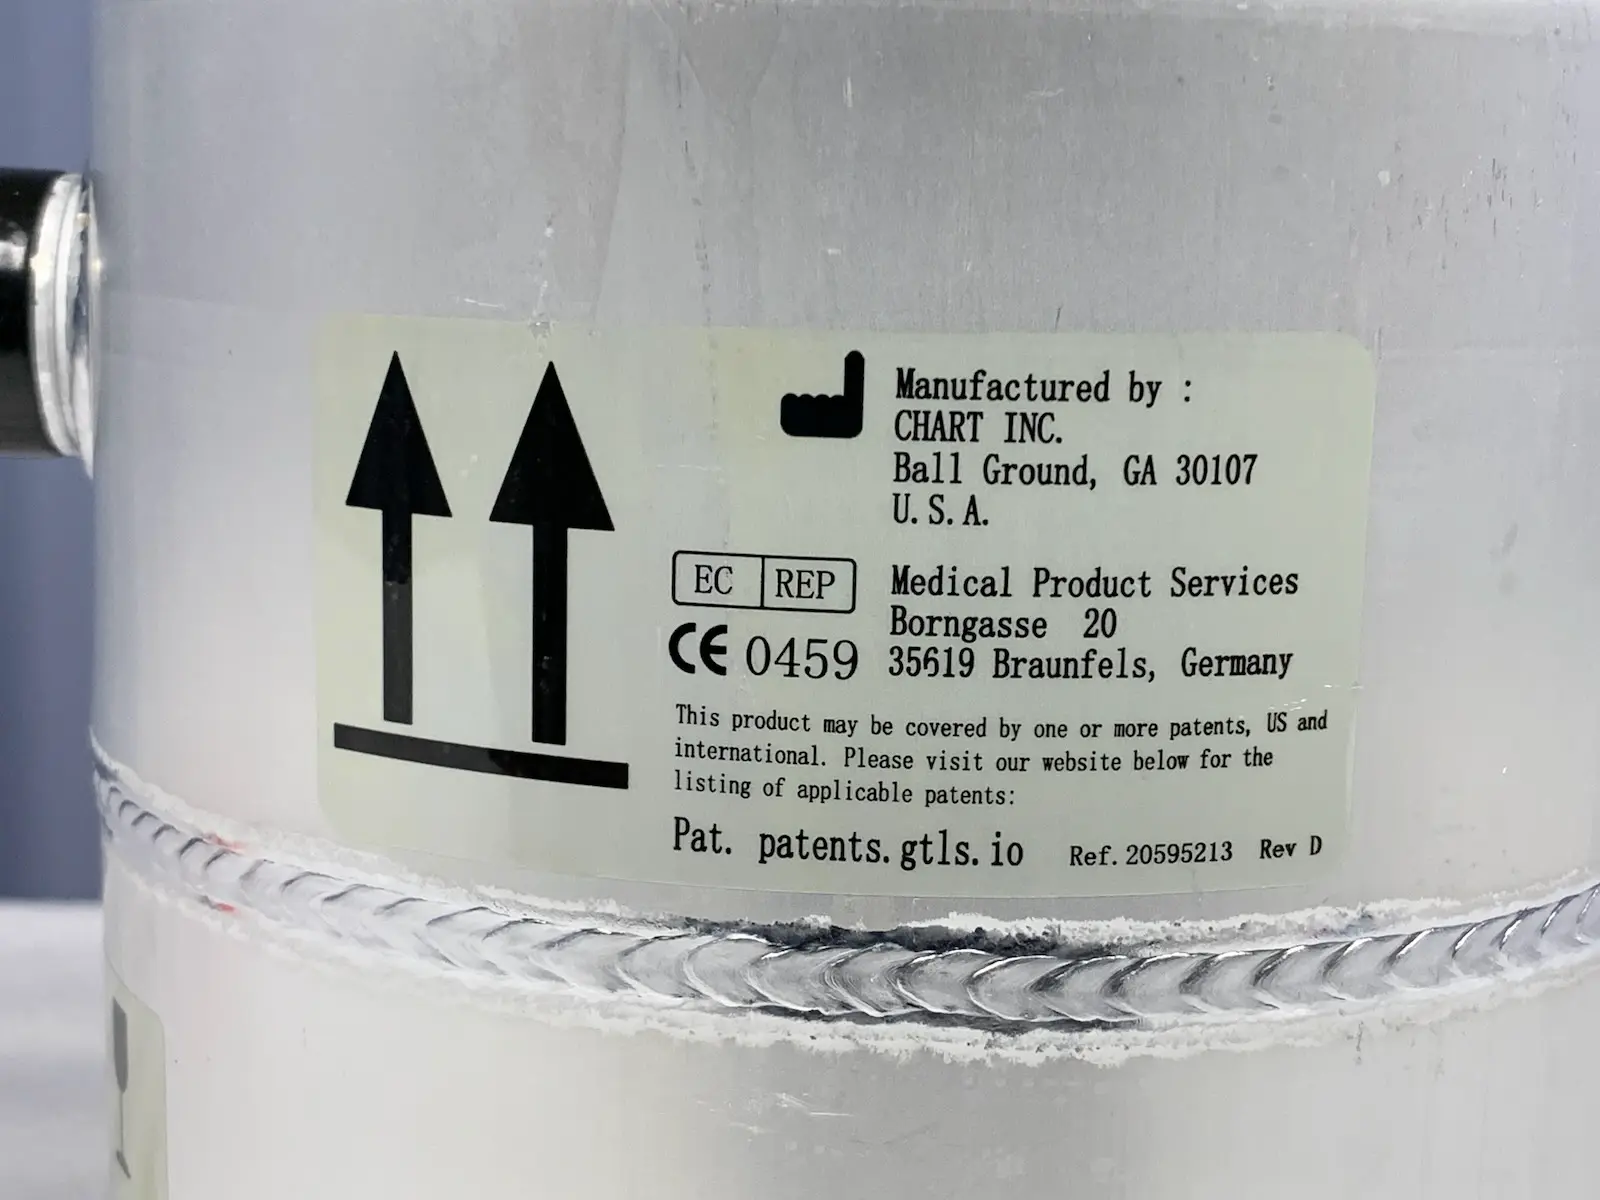 Manufactured by :
CHART INC.
Ball Ground, GA 30107
U.S.A.
EC REP
Medical Product Services
Borngasse 20
35619 Braunfels, Germany
CE 0459
This product may be covered by one or more patents, US and
international. Please visit our website below for the
listing of applicable patents:
Pat. patents.gtls.io Ref. 20595213 Rev D